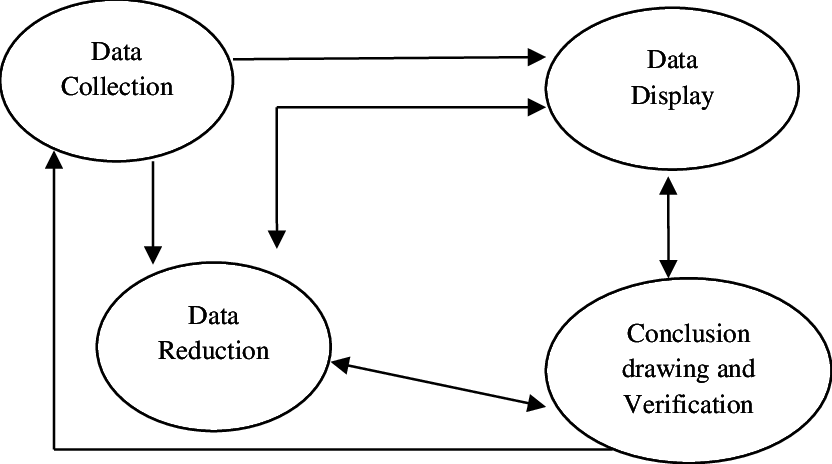 Data
Collection
Data
Display
Data
Reduction
Conclusion
drawing and
Verification